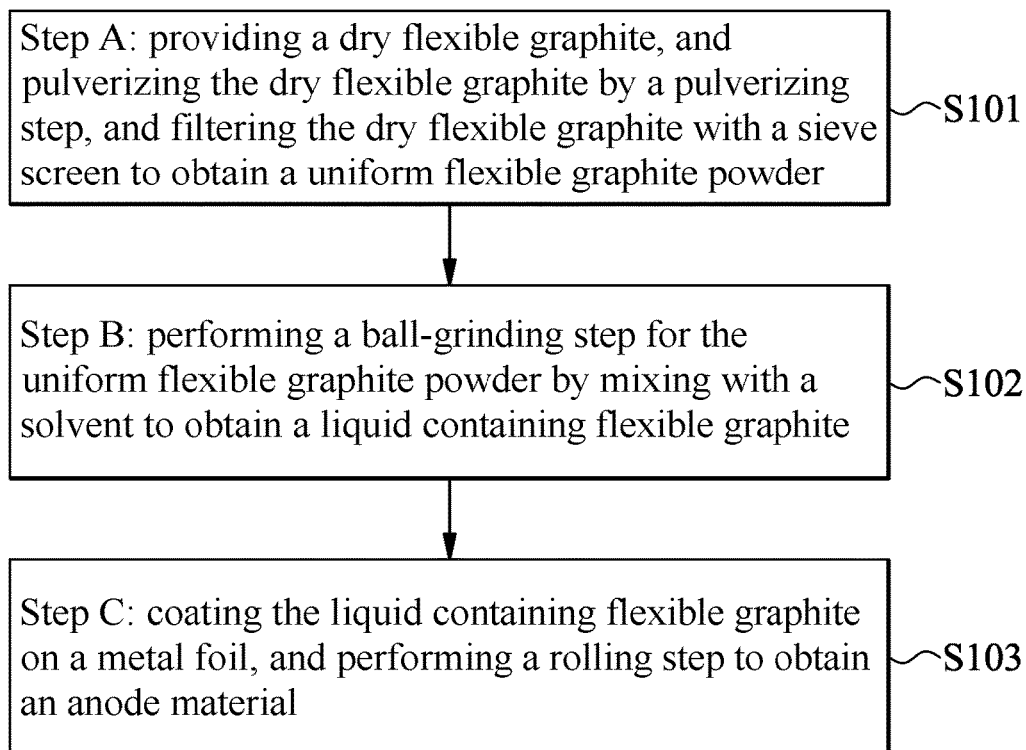 Step A: providing a dry flexible graphite, and
pulverizing the dry flexible graphite by a pulverizing
step, and filtering the dry flexible graphite with a sieve
screen to obtain a uniform flexible graphite powder
S101
Step B: performing a ball-grinding step for the
uniform flexible graphite powder by mixing with a
solvent to obtain a liquid containing flexible graphite
S102
Step C: coating the liquid containing flexible graphite
on a metal foil, and performing a rolling step to obtain
an anode material
S103